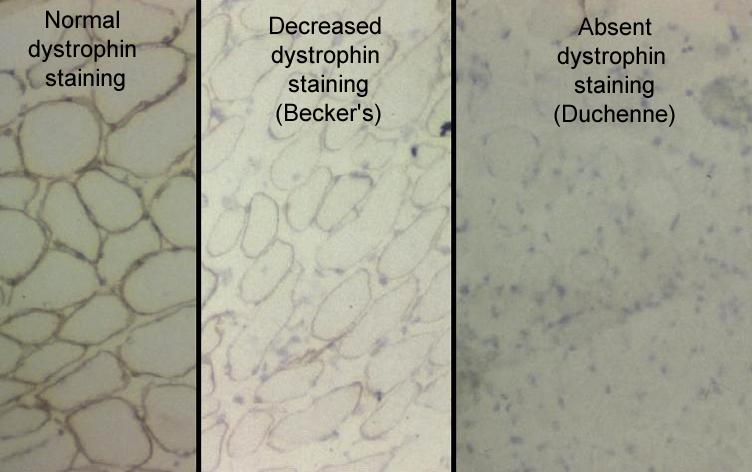 Normal
dystrophin
staining
Decreased
dystrophin
staining
(Becker's)
Absent
dystrophin
staining
(Duchenne)